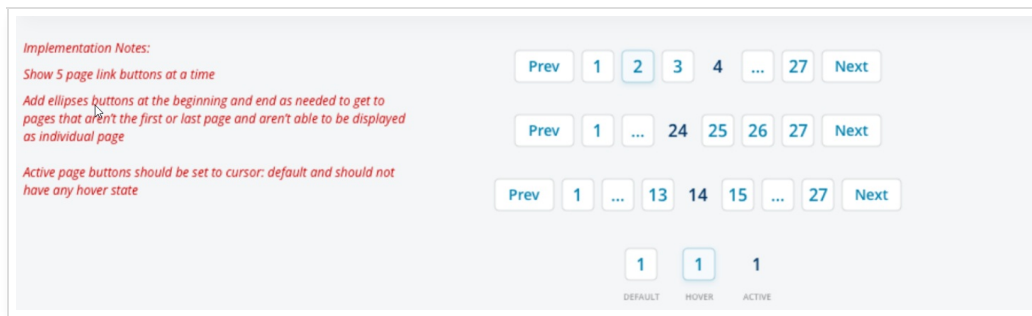 Implementation Notes:
Show 5 page link buttons at a time
Add ellipses buttons at the beginning and end as needed to get to
pages that aren't the first or last page and aren't able to be displayed
as individual page
Active page buttons should be set to cursor: default and should not
have any hover state
Prev 1 2 3 4 ... 27 Next
Prev 1 ... 24 25 26 27 Next
Prev 1 ... 13 14 15 ... 27 Next
1 1 1
DEFAULT HOVER ACTIVE